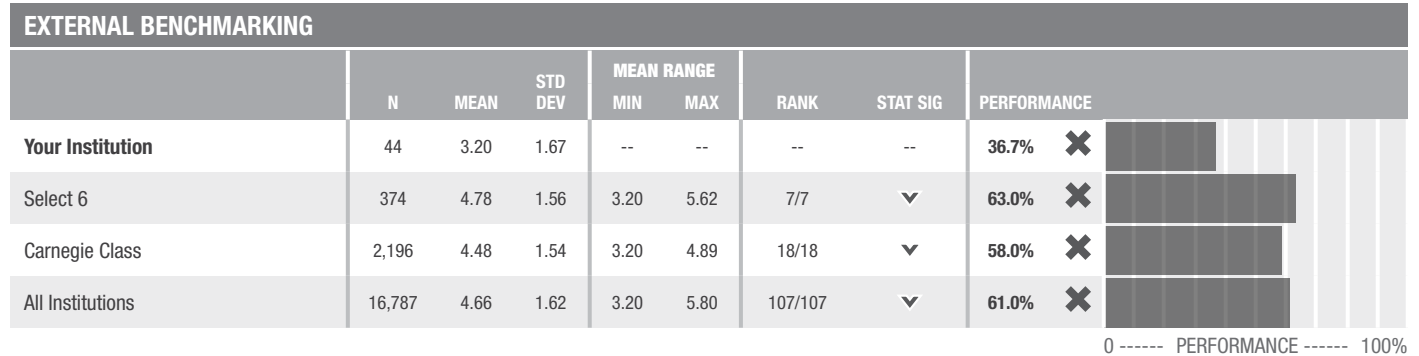 EXTERNAL BENCHMARKING
N MEAN STD DEV MEAN RANGE MIN MAX RANK STAT SIG PERFORMANCE
Your Institution 44 3.20 1.67 -- -- -- -- 36.7%
Select 6 374 4.78 1.56 3.20 5.62 7/7 63.0%
Carnegie Class 2,196 4.48 1.54 3.20 4.89 18/18 58.0%
All Institutions 16,787 4.66 1.62 3.20 5.80 107/107 61.0%
0 ------ PERFORMANCE ------ 100%